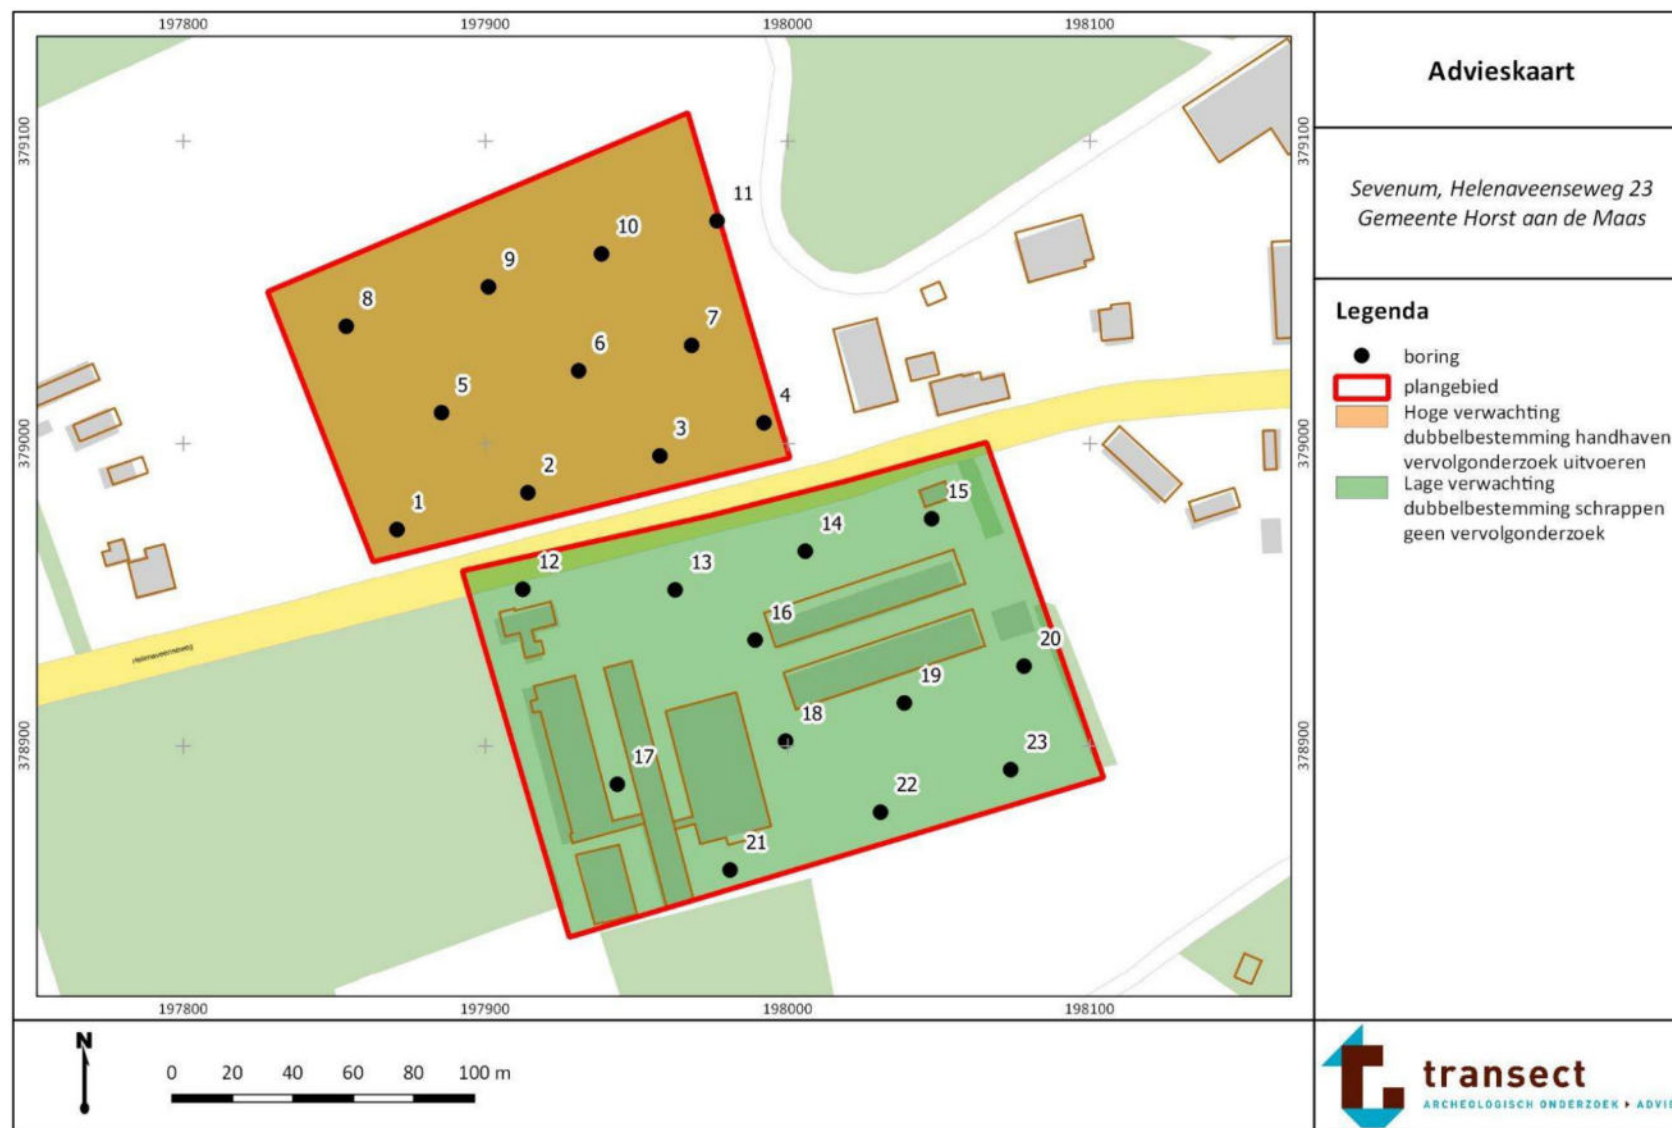 197800
197900
198000
198100
379100
379000
378900
379100
379000
378900
11
10
9
8
7
6
5
4
3
2
1
15
14
12
13
16
20
19
18
23
17
22
21
Helenaveenseweg
197800
197900
198000
198100
N
0 20 40 60 80 100 m
Advieskaart
Sevenum, Helenaveenseweg 23
Gemeente Horst aan de Maas
Legenda
boring
plangebied
Hoge verwachting
dubbelbestemming handhaven
vervolgonderzoek uitvoeren
Lage verwachting
dubbelbestemming schrappen
geen vervolgonderzoek
transect
ARCHEOLOGISCH ONDERZOEK ▸ ADVIE